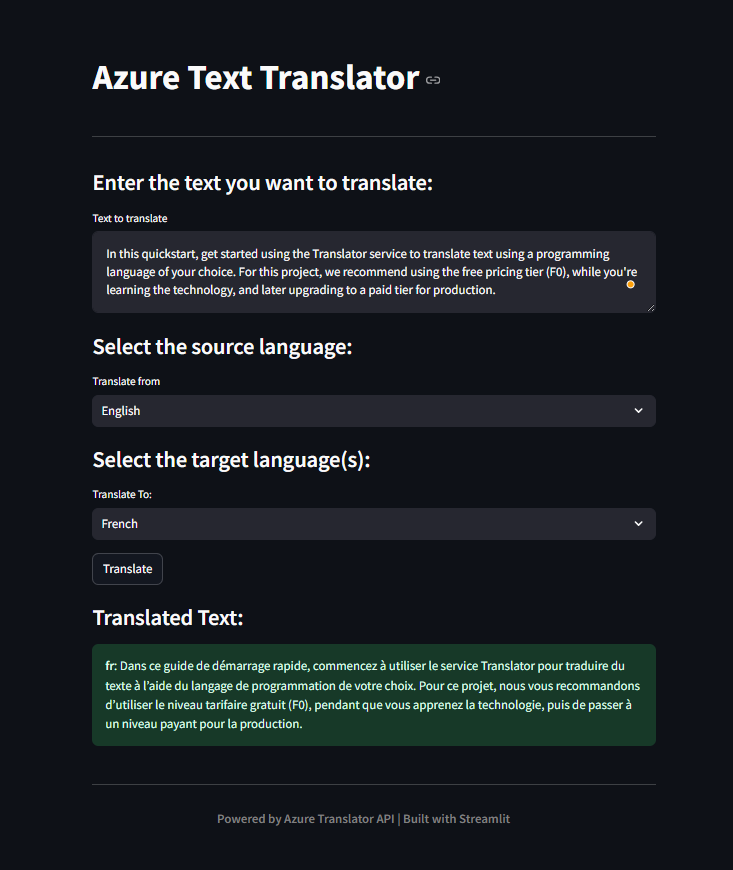 Azure Text Translator
Enter the text you want to translate:
Text to translate
In this quickstart, get started using the Translator service to translate text using a programming
language of your choice. For this project, we recommend using the free pricing tier (F0), while you're
learning the technology, and later upgrading to a paid tier for production.
Select the source language:
Translate from
English
Select the target language(s):
Translate To:
French
Translate
Translated Text:
fr: Dans ce guide de démarrage rapide, commencez à utiliser le service Translator pour traduire du
texte à l’aide du langage de programmation de votre choix. Pour ce projet, nous vous recommandons
d’utiliser le niveau tarifaire gratuit (F0), pendant que vous apprenez la technologie, puis de passer à
un niveau payant pour la production.
Powered by Azure Translator API | Built with Streamlit